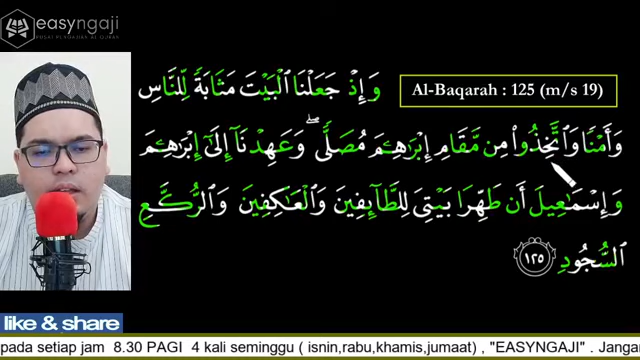 easyngaji
PUSAT PENGAJIAN AL-QURAN
Al-Baqarah : 125 (m/s 19)
وَإِذْ جَعَلْنَا ٱلْبَيْتَ مَثَابَةً لِّلنَّاسِ
وَأَمْنًا وَٱتَّخِذُوا۟ مِن مَّقَامِ إِبْرَٰهِـۧمَ مُصَلًّى ۖ وَعَهِدْنَآ إِلَىٰٓ إِبْرَٰهِـۧمَ
وَإِسْمَـٰعِيلَ أَن طَهِّرَا بَيْتِىَ لِلطَّآئِفِينَ وَٱلْعَـٰكِفِينَ وَٱلرُّكَّعِ
ٱلسُّجُودِ ١٢٥
like & share
pada setiap jam 8.30 PAGI 4 kali seminggu ( isnin,rabu,khamis,jumaat) , "EASYNGAJI" . Janga